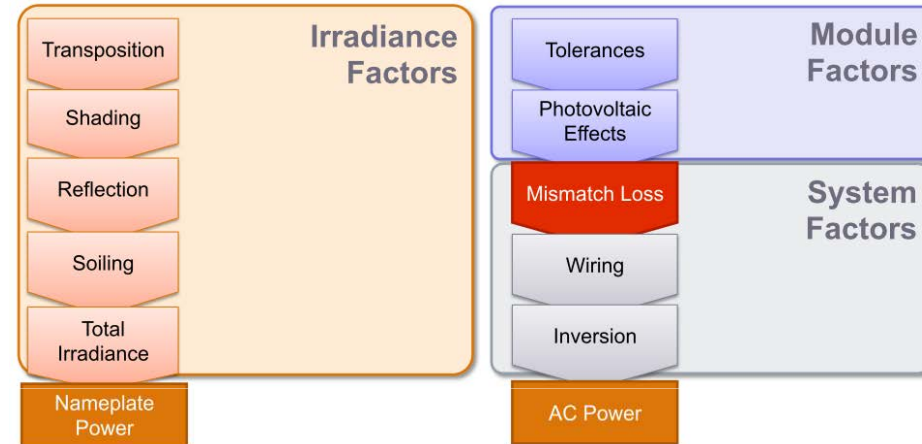 Irradiance
Factors
Transposition
Shading
Reflection
Soiling
Total
Irradiance
Nameplate
Power
Module
Factors
Tolerances
Photovoltaic
Effects
System
Factors
Mismatch Loss
Wiring
Inversion
AC Power